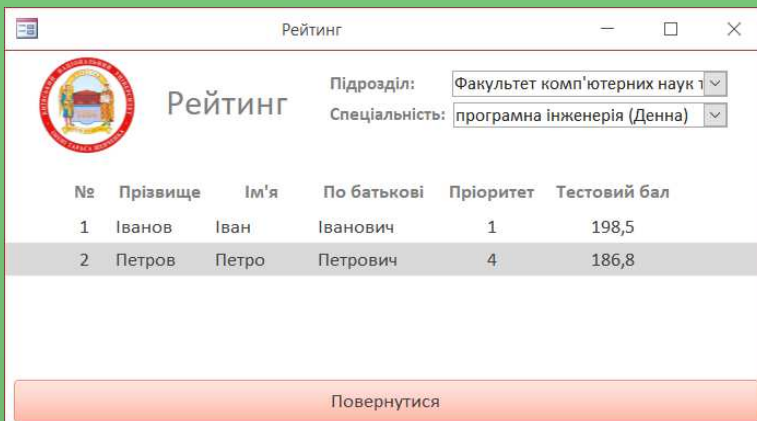 Рейтинг
Рейтинг
Підрозділ: Факультет комп'ютерних наук т
Спеціальність: програмна інженерія (Денна)
№ Прізвище Ім'я По батькові Пріоритет Тестовий бал
1 Іванов Іван Іванович 1 198,5
2 Петров Петро Петрович 4 186,8
Повернутися